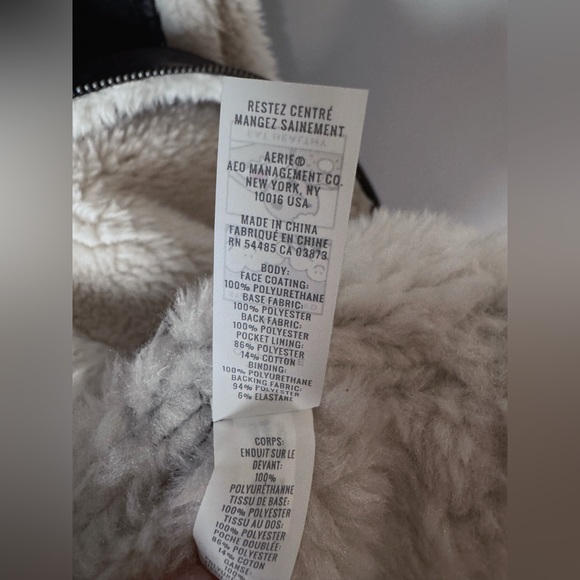 RESTEZ CENTRÉ
MANGEZ SAINEMENT
AERIE®
AEO MANAGEMENT CO.
NEW YORK, NY
10016 USA
MADE IN CHINA
FABRIQUÉ EN CHINE
RN 54485 CA 03873
BODY:
FACE COATING:
100% POLYURETHANE
BASE FABRIC:
100% POLYESTER
BACK FABRIC:
100% POLYESTER
POCKET LINING:
86% POLYESTER
14% COTTON
BINDING:
100% POLYURETHANE
BACKING FABRIC:
94% POLYESTER
6% ELASTANE
CORPS:
ENDUIT SUR LE
DEVANT:
100%
POLYURÉTHANNE
TISSU DE BASE:
100% POLYESTER
TISSU AU DOS:
100% POLYESTER
POCHE DOUBLÉE:
86% POLYESTER
14% COTON
GANSE:
100%